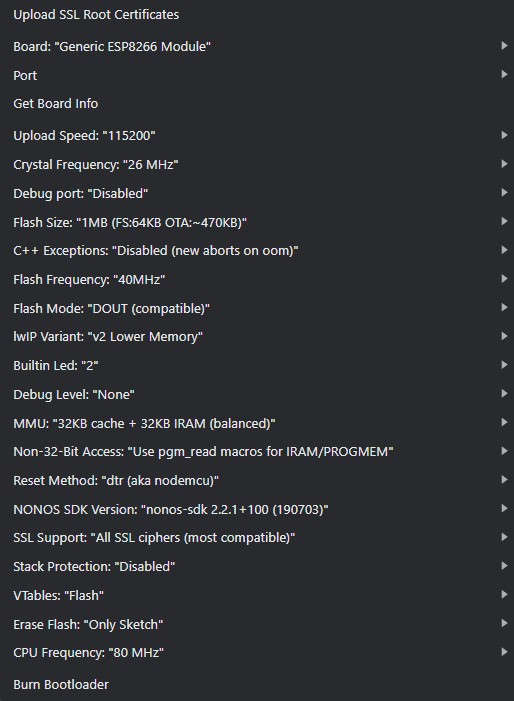 Upload SSL Root Certificates
Board: "Generic ESP8266 Module"
Port
Get Board Info
Upload Speed: "115200"
Crystal Frequency: "26 MHz"
Debug port: "Disabled"
Flash Size: "1MB (FS:64KB OTA:~470KB)"
C++ Exceptions: "Disabled (new aborts on oom)"
Flash Frequency: "40MHz"
Flash Mode: "DOUT (compatible)"
lwIP Variant: "v2 Lower Memory"
Builtin Led: "2"
Debug Level: "None"
MMU: "32KB cache + 32KB IRAM (balanced)"
Non-32-Bit Access: "Use pgm_read macros for IRAM/PROGMEM"
Reset Method: "dtr (aka nodemcu)"
NONOS SDK Version: "nonos-sdk 2.2.1+100 (190703)"
SSL Support: "All SSL ciphers (most compatible)"
Stack Protection: "Disabled"
VTables: "Flash"
Erase Flash: "Only Sketch"
CPU Frequency: "80 MHz"
Burn Bootloader